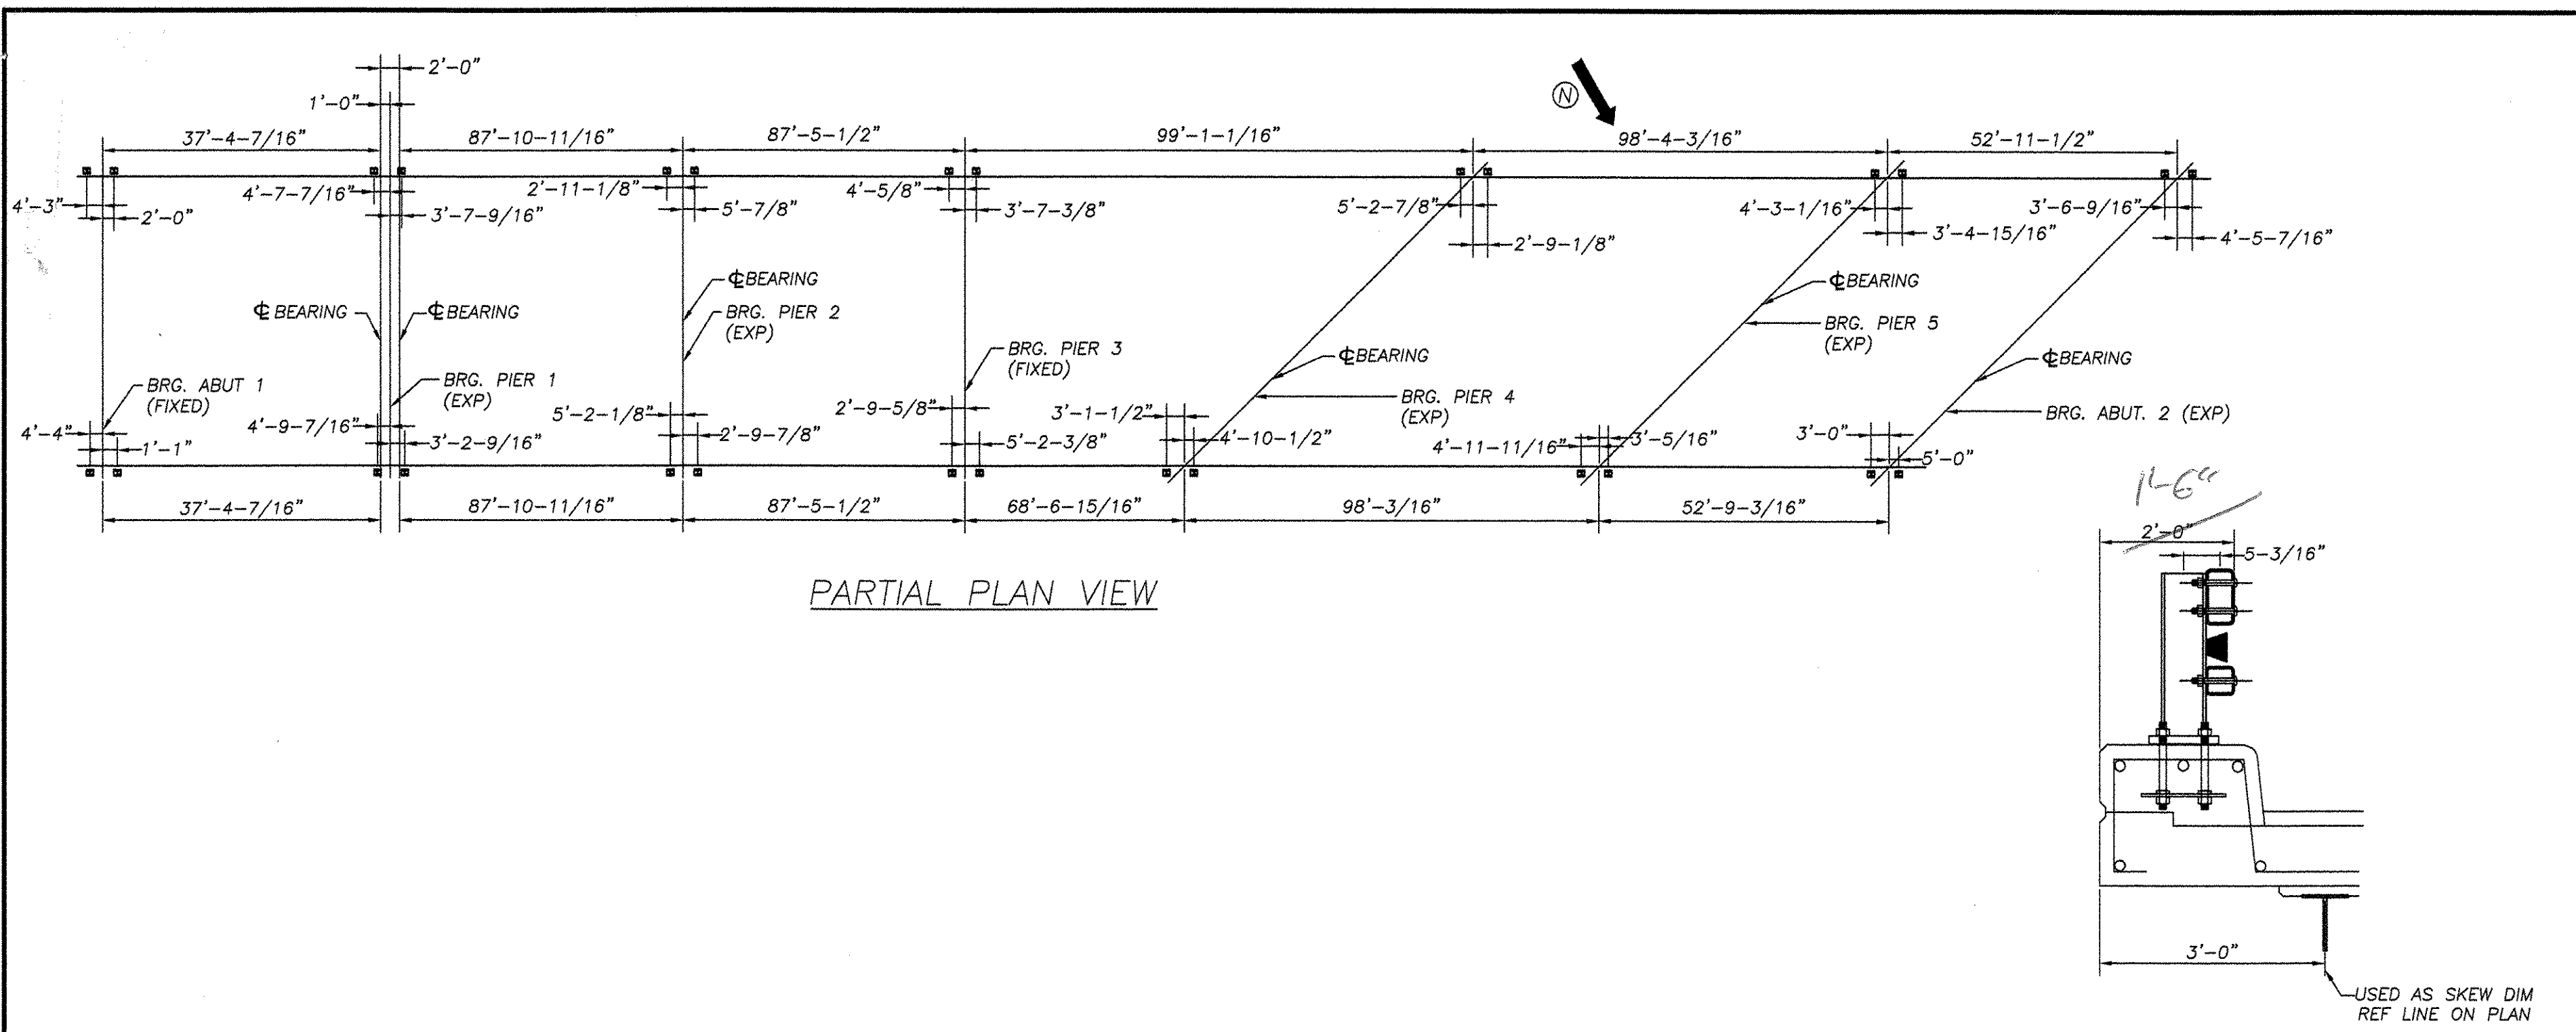 2'-0"
1'-0"
N
37'-4-7/16"
87'-10-11/16"
87'-5-1/2"
99'-1-1/16"
98'-4-3/16"
52'-11-1/2"
4'-3"
2'-0"
4'-7-7/16"
3'-7-9/16"
2'-11-1/8"
5'-7/8"
4'-5/8"
3'-7-3/8"
5'-2-7/8"
2'-9-1/8"
4'-3-1/16"
3'-4-15/16"
3'-6-9/16"
4'-5-7/16"
℄ BEARING
℄ BEARING
℄ BEARING
BRG. PIER 2
(EXP)
℄ BEARING
BRG. PIER 5
(EXP)
BRG. ABUT 1
(FIXED)
BRG. PIER 1
(EXP)
BRG. PIER 3
(FIXED)
℄ BEARING
BRG. PIER 4
(EXP)
℄ BEARING
BRG. ABUT. 2 (EXP)
4'-4"
1'-1"
4'-9-7/16"
3'-2-9/16"
5'-2-1/8"
2'-9-7/8"
2'-9-5/8"
5'-2-3/8"
3'-1-1/2"
4'-10-1/2"
4'-11-11/16"
3'-5/16"
3'-0"
5'-0"
37'-4-7/16"
87'-10-11/16"
87'-5-1/2"
68'-6-15/16"
98'-3/16"
52'-9-3/16"
PARTIAL PLAN VIEW
1'-6"
2'-0"
5-3/16"
3'-0"
USED AS SKEW DIM
REF LINE ON PLAN